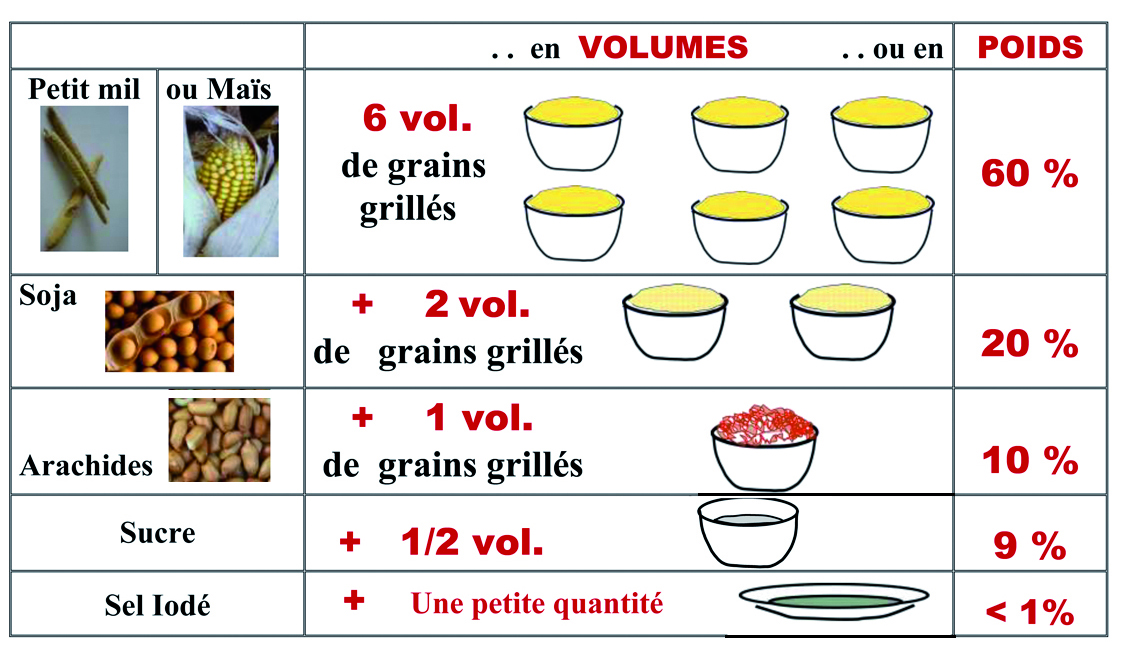 . . en VOLUMES . . ou en POIDS
Petit mil ou Maïs
6 vol.
de grains
grillés
60 %
Soja
+ 2 vol.
de grains grillés
20 %
Arachides
+ 1 vol.
de grains grillés
10 %
Sucre
+ 1/2 vol.
9 %
Sel Iodé
+ Une petite quantité
< 1%